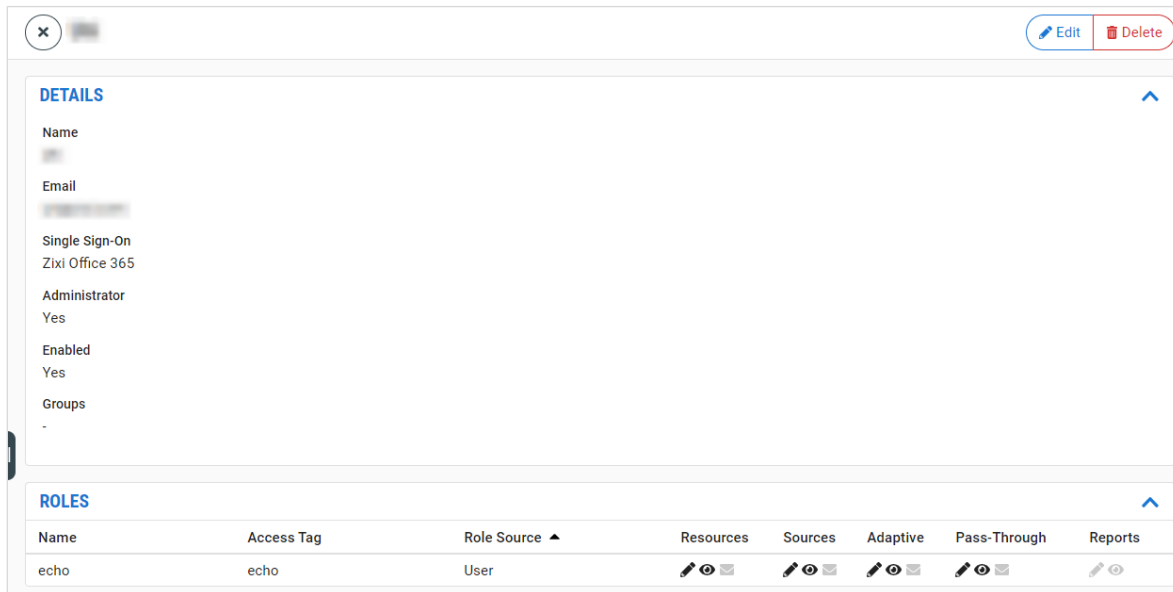 Edit Delete
DETAILS
Name
Email
Single Sign-On
Zixi Office 365
Administrator
Yes
Enabled
Yes
Groups
-
ROLES
Name Access Tag Role Source Resources Sources Adaptive Pass-Through Reports
echo echo User